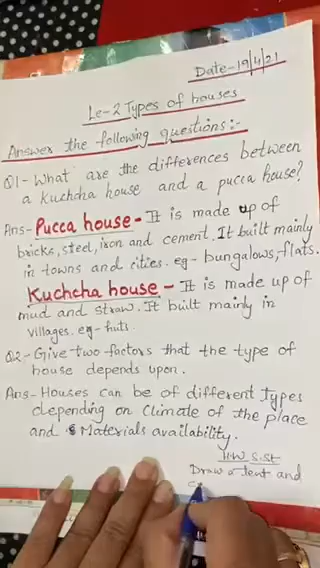 Date-19/4/21
Le-2 Types of houses
Answer the following questions:-
Q1- What are the differences between
a kuchcha house and a pucca house?
Ans- Pucca house - It is made up of
bricks, steel, iron and cement. It built mainly
in towns and cities. eg- bungalows, flats.
Kuchcha house - It is made up of
mud and straw. It built mainly in
villages. eg- huts.
Q2- Give two factors that the type of
house depends upon.
Ans- Houses can be of different types
depending on Climate of the place
and Materials availability.
H.W S.St
Draw a tent and